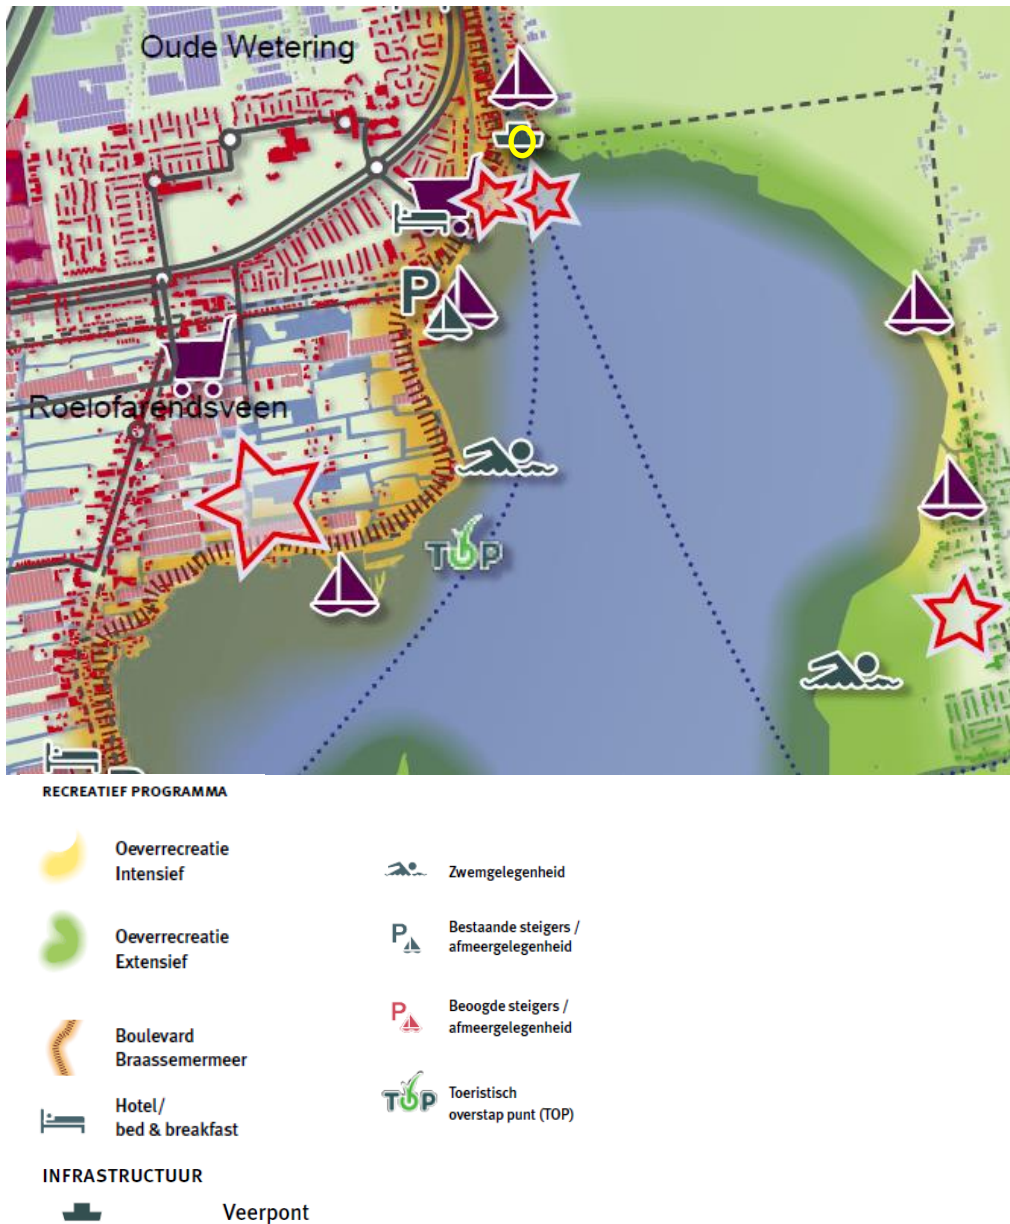 Oude Wetering
P
Roelofarendsveen
TOP
RECREATIEF PROGRAMMA
Oeverrecreatie
Intensief
Zwemgelegenheid
Oeverrecreatie
Extensief
P
Bestaande steigers /
afmeergelegenheid
P
Beoogde steigers /
afmeergelegenheid
Boulevard
Braassemermeer
TOP
Toeristisch
overstap punt (TOP)
Hotel/
bed & breakfast
INFRASTRUCTUUR
Veerpont